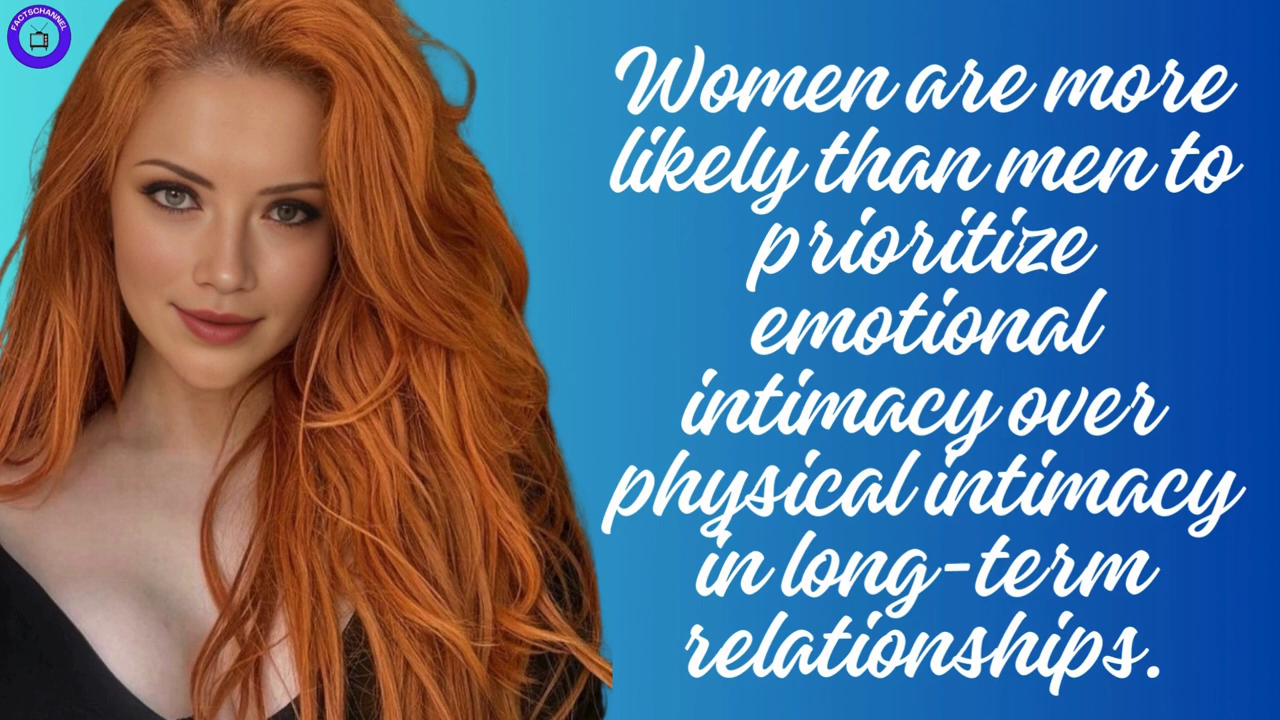 FACTSCHANNEL
Women are more
likely than men to
prioritize
emotional
intimacy over
physical intimacy
in long-term
relationships.